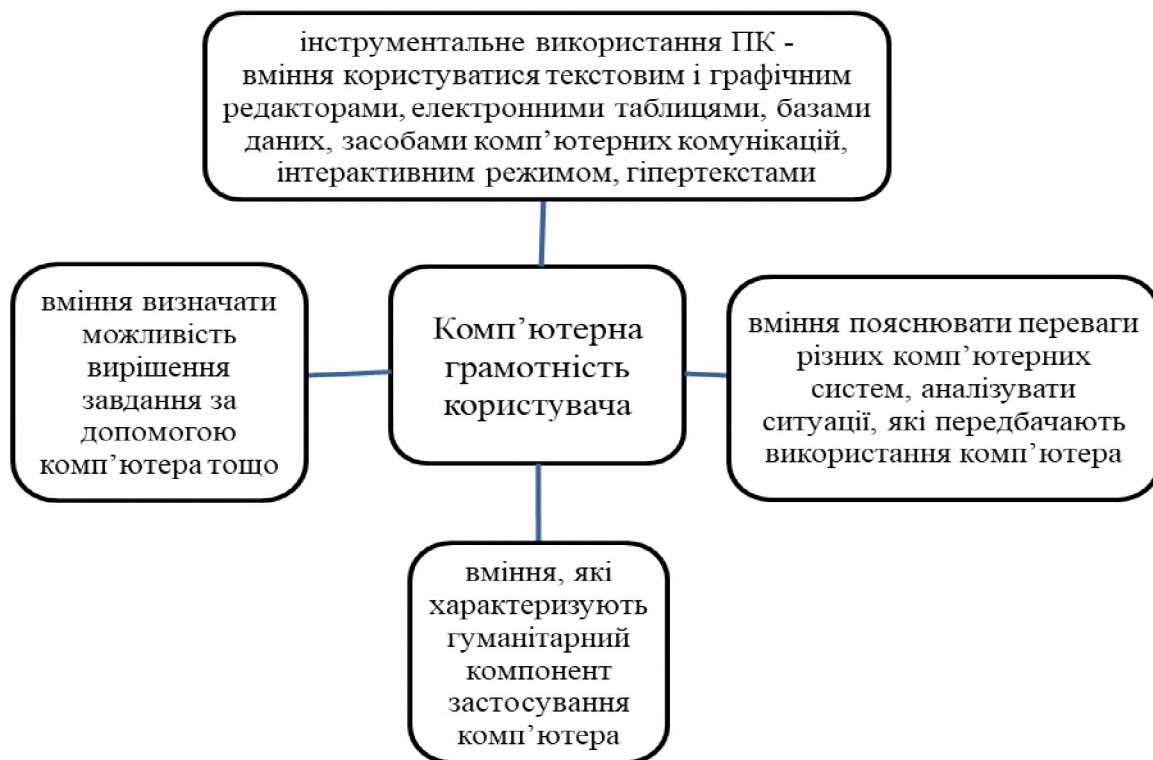 інструментальне використання ПК -
вміння користуватися текстовим і графічним
редакторами, електронними таблицями, базами
даних, засобами комп’ютерних комунікацій,
інтерактивним режимом, гіпертекстами
вміння визначати
можливість
вирішення
завдання за
допомогою
комп’ютера тощо
Комп’ютерна
грамотність
користувача
вміння пояснювати переваги
різних комп’ютерних
систем, аналізувати
ситуації, які передбачають
використання комп’ютера
вміння, які
характеризують
гуманітарний
компонент
застосування
комп’ютера